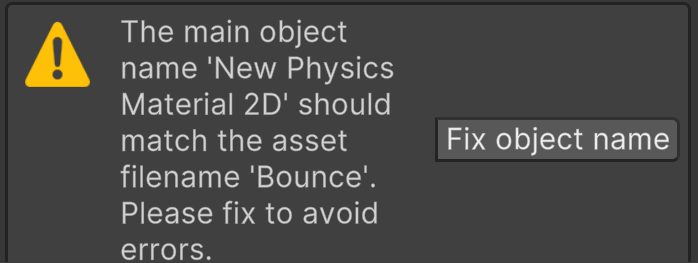 The main object
name 'New Physics
Material 2D' should
match the asset
filename 'Bounce'.
Please fix to avoid
errors.
Fix object name